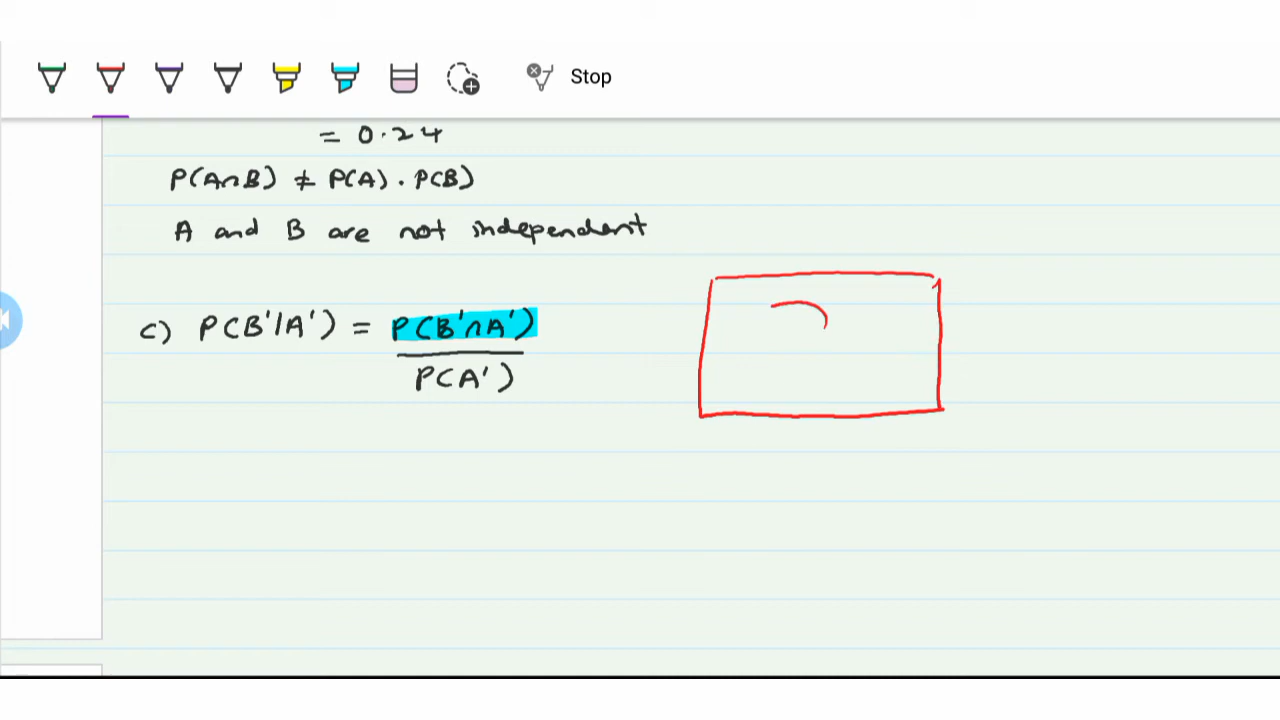 Stop
= 0.24
P(A∩B) ≠ P(A) . P(B)
A and B are not independent
c) P(B'|A') = P(B'∩A')
P(A')